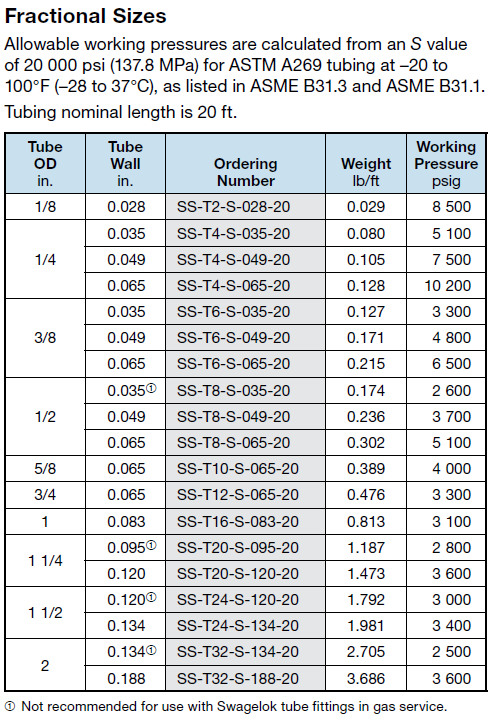 Fractional Sizes
Allowable working pressures are calculated from an S value
of 20 000 psi (137.8 MPa) for ASTM A269 tubing at –20 to
100°F (–28 to 37°C), as listed in ASME B31.3 and ASME B31.1.
Tubing nominal length is 20 ft.
Tube OD in. Tube Wall in. Ordering Number Weight lb/ft Working Pressure psig
1/8 0.028 SS-T2-S-028-20 0.029 8 500
1/4 0.035 SS-T4-S-035-20 0.080 5 100
0.049 SS-T4-S-049-20 0.105 7 500
0.065 SS-T4-S-065-20 0.128 10 200
3/8 0.035 SS-T6-S-035-20 0.127 3 300
0.049 SS-T6-S-049-20 0.171 4 800
0.065 SS-T6-S-065-20 0.215 6 500
1/2 0.035① SS-T8-S-035-20 0.174 2 600
0.049 SS-T8-S-049-20 0.236 3 700
0.065 SS-T8-S-065-20 0.302 5 100
5/8 0.065 SS-T10-S-065-20 0.389 4 000
3/4 0.065 SS-T12-S-065-20 0.476 3 300
1 0.083 SS-T16-S-083-20 0.813 3 100
1 1/4 0.095① SS-T20-S-095-20 1.187 2 800
0.120 SS-T20-S-120-20 1.473 3 600
1 1/2 0.120① SS-T24-S-120-20 1.792 3 000
0.134 SS-T24-S-134-20 1.981 3 400
2 0.134① SS-T32-S-134-20 2.705 2 500
0.188 SS-T32-S-188-20 3.686 3 600
① Not recommended for use with Swagelok tube fittings in gas service.